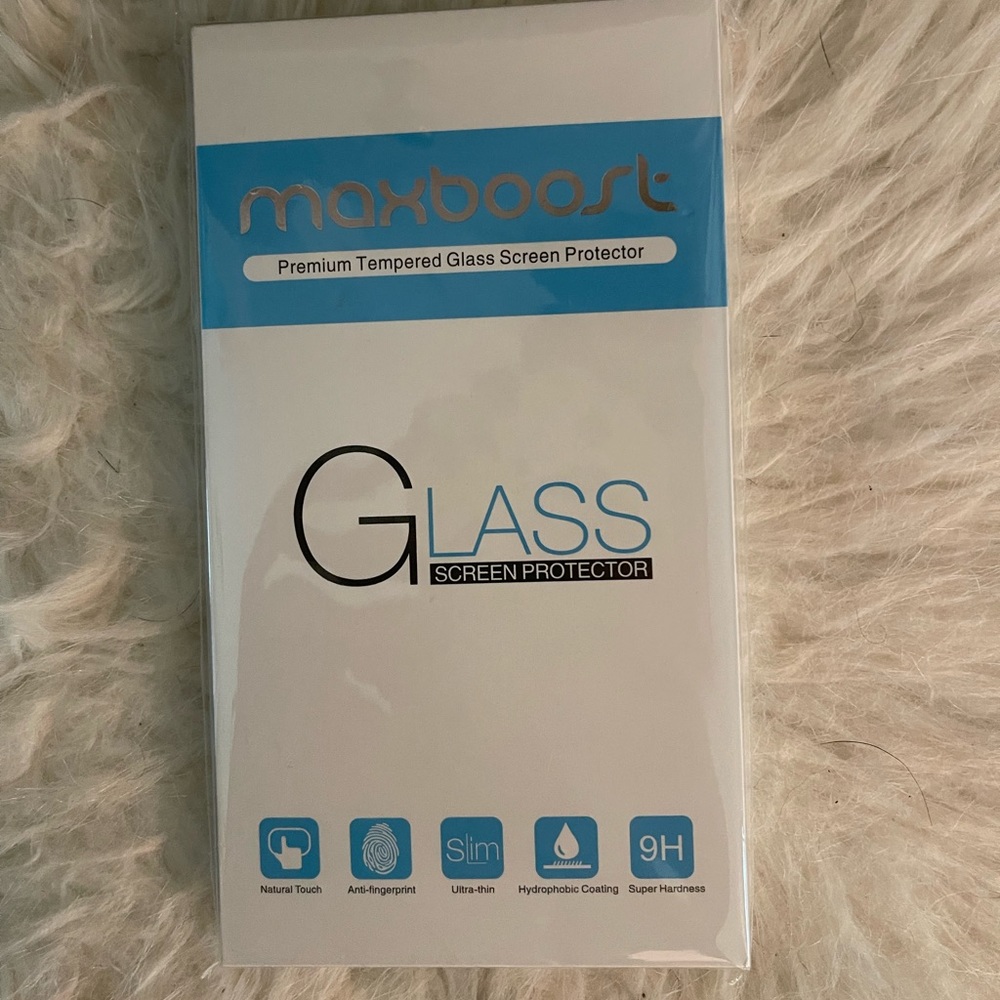 maxboost
Premium Tempered Glass Screen Protector
GLASS
SCREEN PROTECTOR
Slim
9H
Natural Touch
Anti-fingerprint
Ultra-thin
Hydrophobic Coating
Super Hardness